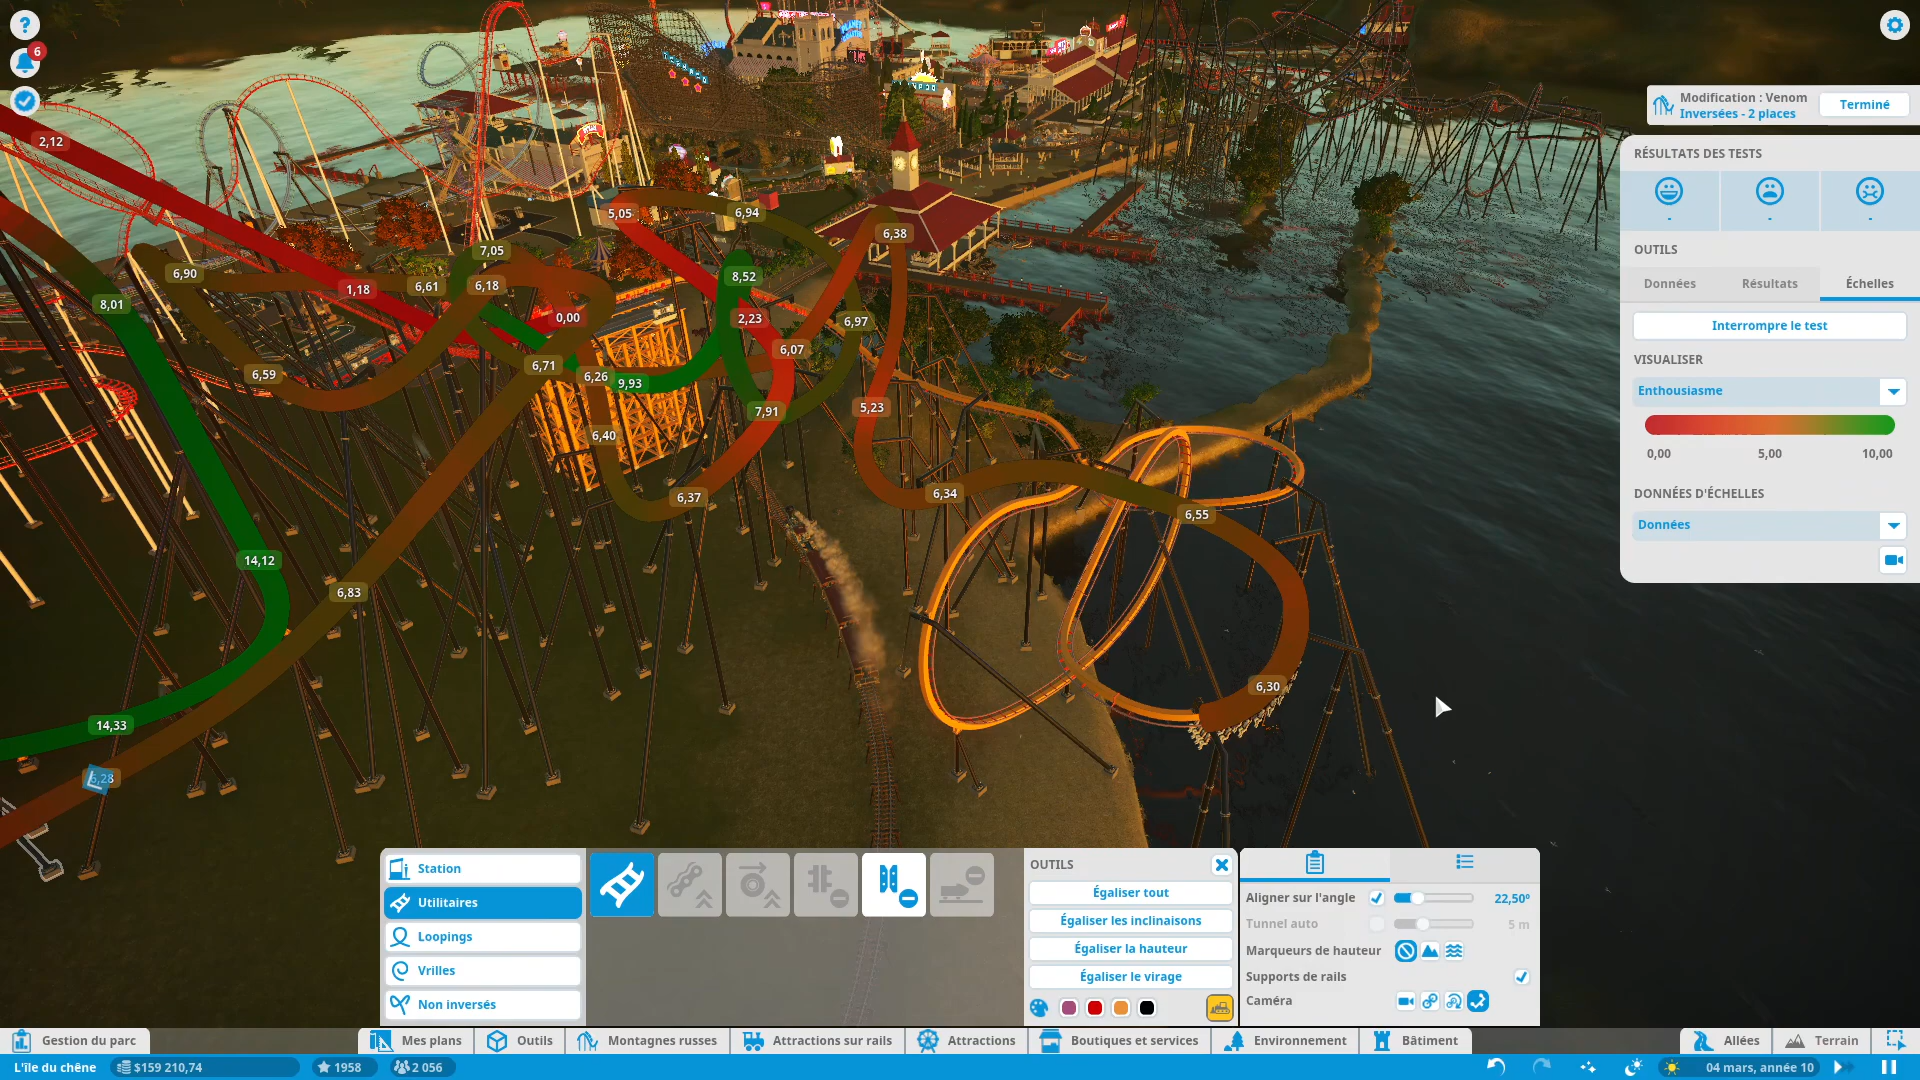 ?
6
Modification : Venom
Inversées - 2 places
Terminé
RÉSULTATS DES TESTS
- - -
OUTILS
Données Résultats Échelles
Interrompre le test
VISUALISER
Enthousiasme
0,00 5,00 10,00
DONNÉES D'ÉCHELLES
Données
2,12
5,05
6,94
6,38
7,05
6,90
8,52
6,61
6,18
1,18
8,01
0,00
2,23
6,97
6,07
6,71
6,59
6,26
9,93
7,91
5,23
6,40
6,37
6,34
6,55
14,12
6,83
6,30
14,33
6,28
Station
Utilitaires
Loopings
Vrilles
Non inversés
OUTILS
Égaliser tout
Égaliser les inclinaisons
Égaliser la hauteur
Égaliser le virage
Aligner sur l'angle 22,50°
Tunnel auto 5 m
Marqueurs de hauteur
Supports de rails
Caméra
Gestion du parc
Mes plans
Outils
Montagnes russes
Attractions sur rails
Attractions
Boutiques et services
Environnement
Bâtiment
Allées
Terrain
L'île du chêne
$159 210,74
1958
2 056
04 mars, année 10